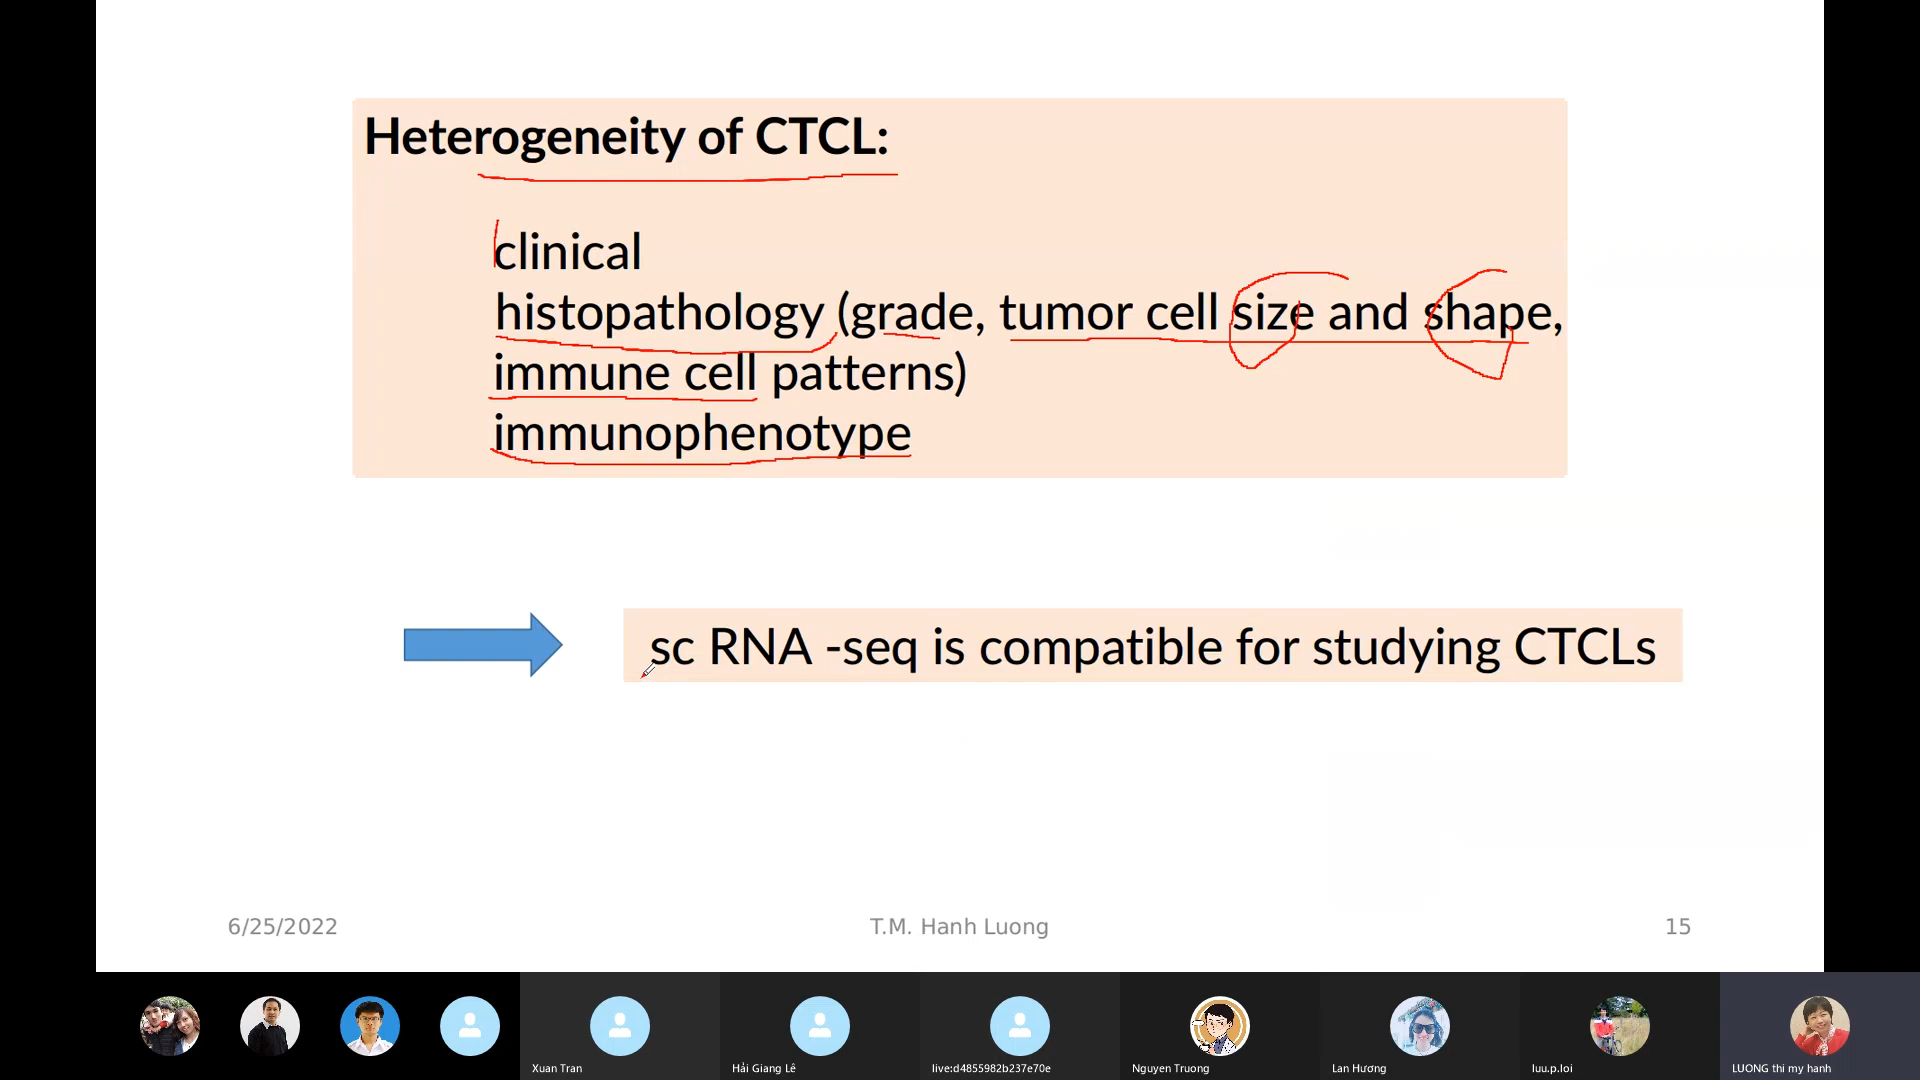 Heterogeneity of CTCL:
clinical
histopathology (grade, tumor cell size and shape,
immune cell patterns)
immunophenotype
sc RNA -seq is compatible for studying CTCLs
6/25/2022
T.M. Hanh Luong
15
Xuan Tran
Hải Giang Lê
live:d4855982b237e70e
Nguyen Truong
Lan Hương
luu.p.loi
LUONG thi my hanh